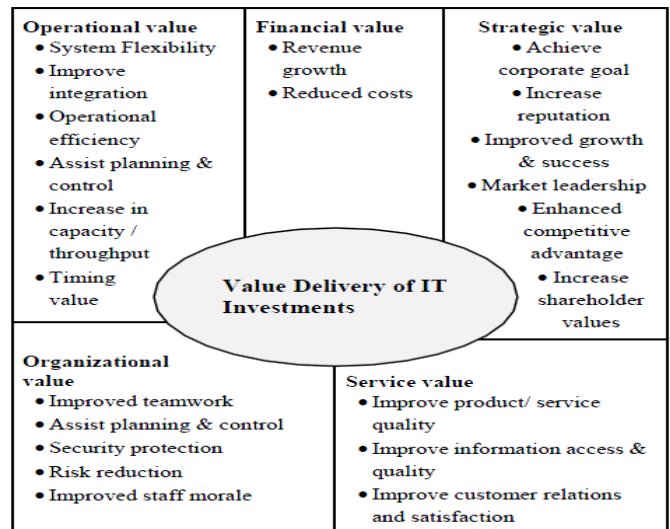 Operational value
• System Flexibility
• Improve
integration
• Operational
efficiency
• Assist planning &
control
• Increase in
capacity /
throughput
• Timing
value
Financial value
• Revenue
growth
• Reduced costs
Strategic value
• Achieve
corporate goal
• Increase
reputation
• Improved growth
& success
• Market leadership
• Enhanced
competitive
advantage
• Increase
shareholder
values
Value Delivery of IT
Investments
Organizational
value
• Improved teamwork
• Assist planning & control
• Security protection
• Risk reduction
• Improved staff morale
Service value
• Improve product/ service
quality
• Improve information access &
quality
• Improve customer relations
and satisfaction